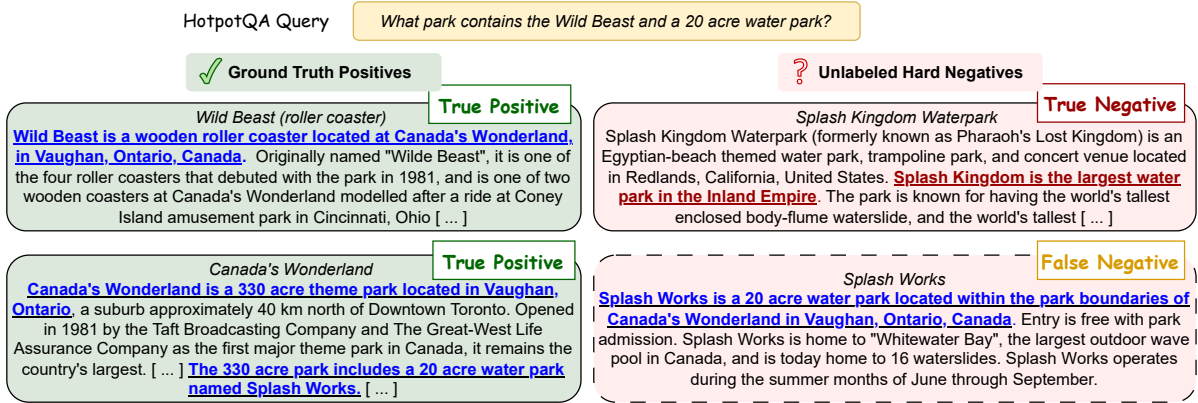 HotpotQA Query
What park contains the Wild Beast and a 20 acre water park?
Ground Truth Positives
True Positive
Wild Beast (roller coaster)
Wild Beast is a wooden roller coaster located at Canada's Wonderland,
in Vaughan, Ontario, Canada. Originally named "Wilde Beast", it is one of
the four roller coasters that debuted with the park in 1981, and is one of two
wooden coasters at Canada's Wonderland modelled after a ride at Coney
Island amusement park in Cincinnati, Ohio [ ... ]
True Positive
Canada's Wonderland
Canada's Wonderland is a 330 acre theme park located in Vaughan,
Ontario, a suburb approximately 40 km north of Downtown Toronto. Opened
in 1981 by the Taft Broadcasting Company and The Great-West Life
Assurance Company as the first major theme park in Canada, it remains the
country's largest. [ ... ] The 330 acre park includes a 20 acre water park
named Splash Works. [ ... ]
? Unlabeled Hard Negatives
True Negative
Splash Kingdom Waterpark
Splash Kingdom Waterpark (formerly known as Pharaoh's Lost Kingdom) is an
Egyptian-beach themed water park, trampoline park, and concert venue located
in Redlands, California, United States. Splash Kingdom is the largest water
park in the Inland Empire. The park is known for having the world's tallest
enclosed body-flume waterslide, and the world's tallest [ ... ]
False Negative
Splash Works
Splash Works is a 20 acre water park located within the park boundaries of
Canada's Wonderland in Vaughan, Ontario, Canada. Entry is free with park
admission. Splash Works is home to "Whitewater Bay", the largest outdoor wave
pool in Canada, and is today home to 16 waterslides. Splash Works operates
during the summer months of June through September.